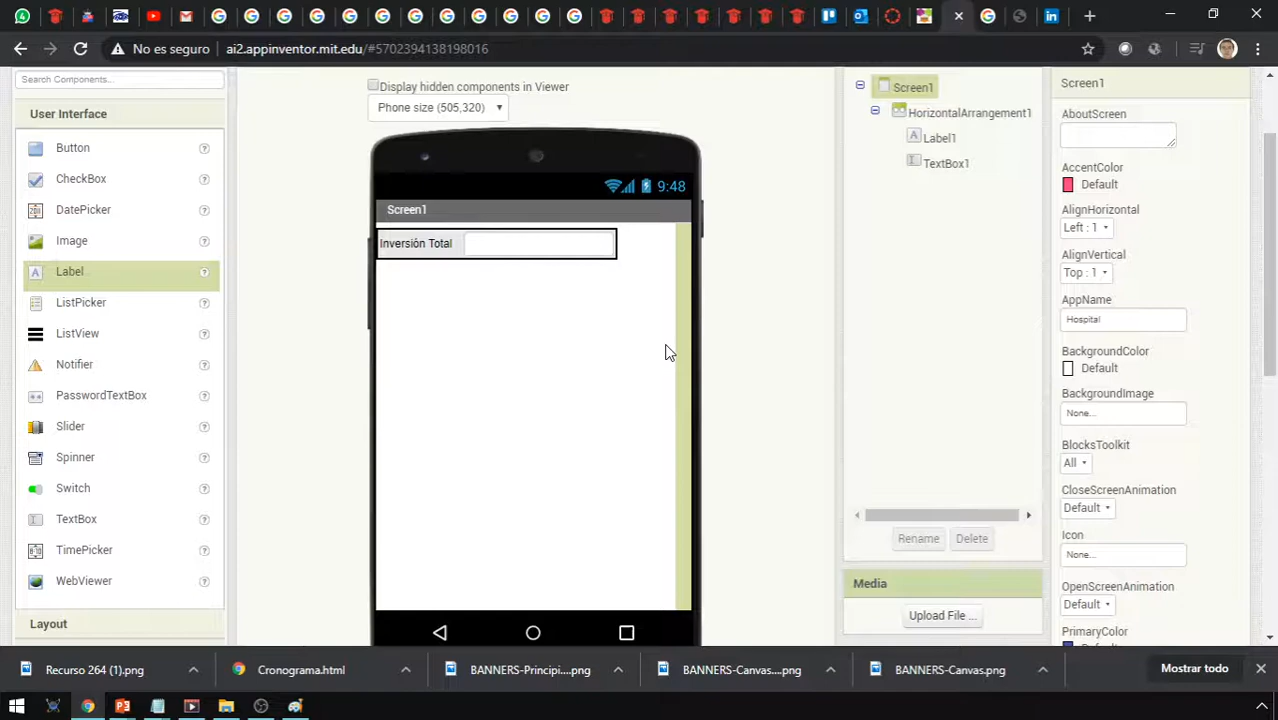 No es seguro
ai2.appinventor.mit.edu/#5702394138198016
Search Components...
User Interface
Button
CheckBox
DatePicker
Image
Label
ListPicker
ListView
Notifier
PasswordTextBox
Slider
Spinner
Switch
TextBox
TimePicker
WebViewer
Layout
Display hidden components in Viewer
Phone size (505,320)
9:48
Screen1
Inversión Total
Screen1
HorizontalArrangement1
Label1
TextBox1
Rename
Delete
Media
Upload File ...
Screen1
AboutScreen
AccentColor
Default
AlignHorizontal
Left : 1
AlignVertical
Top : 1
AppName
Hospital
BackgroundColor
Default
BackgroundImage
None...
BlocksToolkit
All
CloseScreenAnimation
Default
Icon
None...
OpenScreenAnimation
Default
PrimaryColor
Default
Recurso 264 (1).png
Cronograma.html
BANNERS-Principi....png
BANNERS-Canvas....png
BANNERS-Canvas.png
Mostrar todo